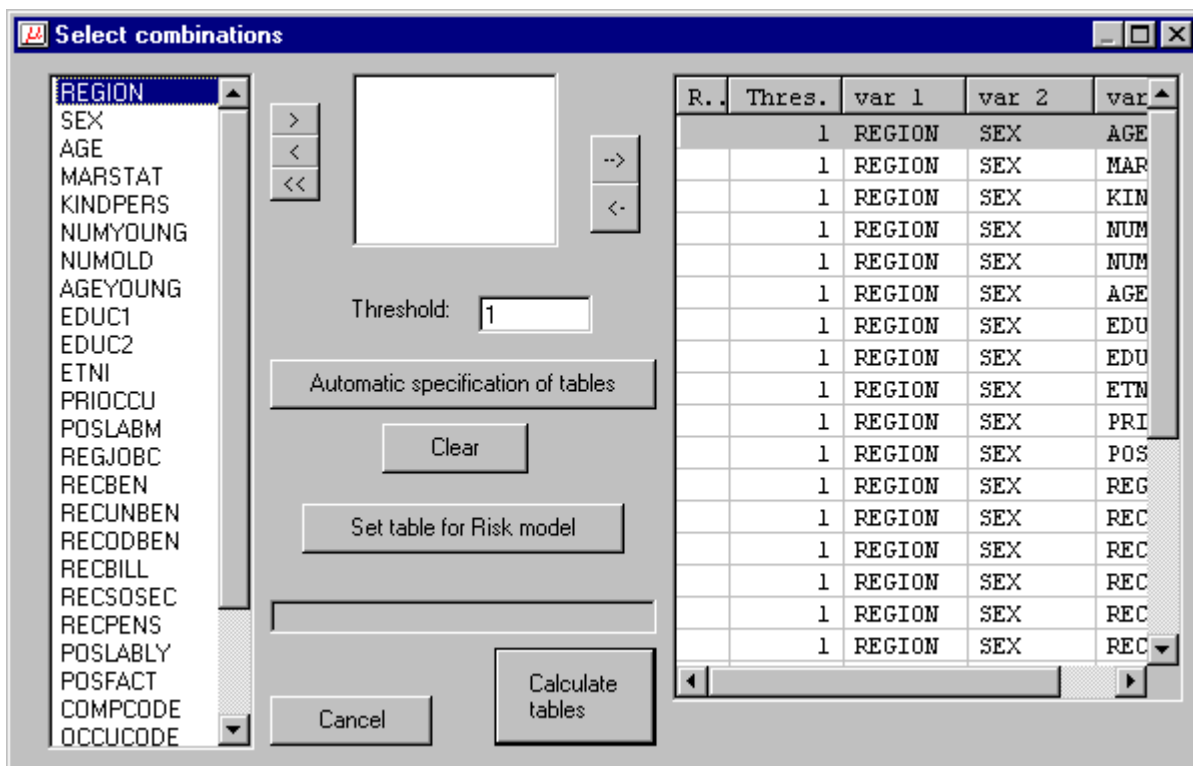 μ Select combinations
REGION
SEX
AGE
MARSTAT
KINDPERS
NUMYOUNG
NUMOLD
AGEYOUNG
EDUC1
EDUC2
ETNI
PRIOCCU
POSLABM
REGJOBC
RECBEN
RECUNBEN
RECODBEN
RECBILL
RECSOSEC
RECPENS
POSLABLY
POSFACT
COMPCODE
OCCUCODE
>
<
<<
-->
<-
Threshold: 1
Automatic specification of tables
Clear
Set table for Risk model
Cancel
Calculate
tables
R.. Thres. var 1 var 2 var
1 REGION SEX AGE
1 REGION SEX MAR
1 REGION SEX KIN
1 REGION SEX NUM
1 REGION SEX NUM
1 REGION SEX AGE
1 REGION SEX EDU
1 REGION SEX EDU
1 REGION SEX ETN
1 REGION SEX PRI
1 REGION SEX POS
1 REGION SEX REG
1 REGION SEX REC
1 REGION SEX REC
1 REGION SEX REC
1 REGION SEX REC
1 REGION SEX REC